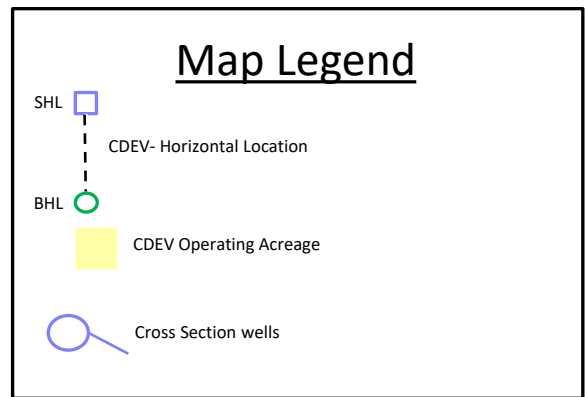 Map Legend
SHL
CDEV- Horizontal Location
BHL
CDEV Operating Acreage
Cross Section wells